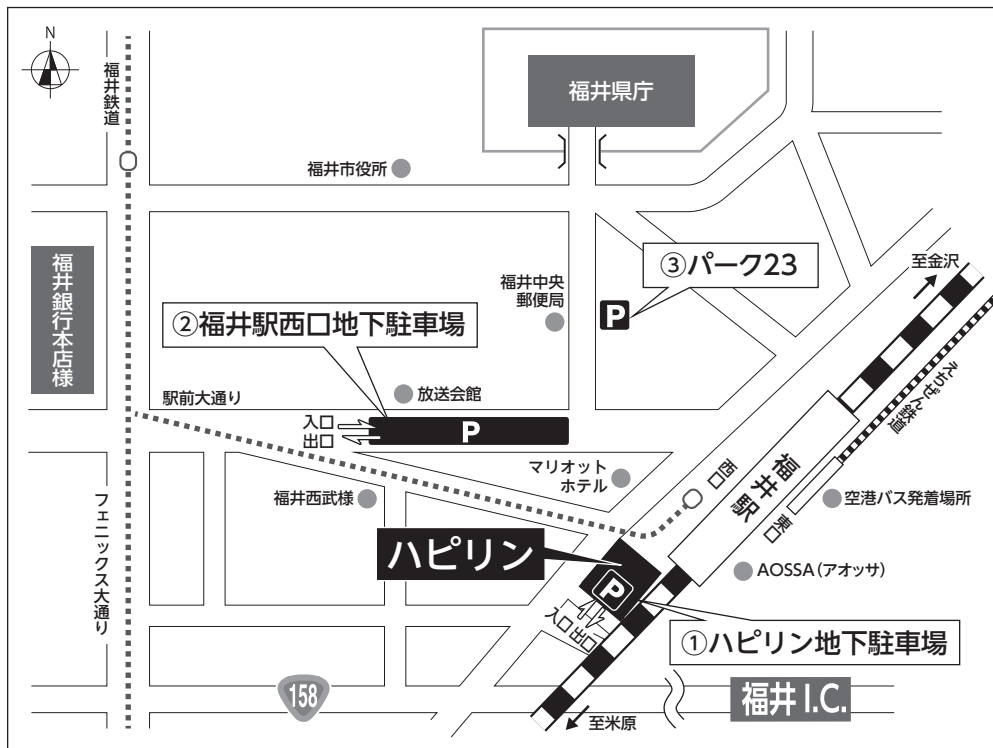 N
福井鉄道
福井県庁
福井市役所
③パーク23
至金沢
福井中央
郵便局
P
②福井駅西口地下駐車場
福井銀行本店様
えちぜん鉄道
放送会館
駅前大通り
入口
出口
P
マリオット
ホテル
西口
福井駅
東口
福井西武様
空港バス発着場所
フェニックス大通り
ハピリン
P
AOSSA(アオッサ)
入口
出口
①ハピリン地下駐車場
158
福井 I.C.
至米原